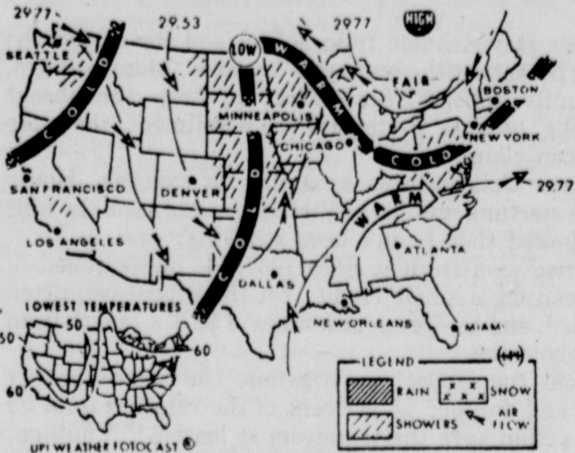 29.77
29.53
29.77
HIGH
SEATTLE
LOW
WARM
AIR
COLD
MINNEAPOLIS
BOSTON
NEW YORK
CHICAGO
COLD
SAN FRANCISCO
DENVER
29.77
COLD
WARM
LOS ANGELES
ATLANTA
DALLAS
LOWEST TEMPERATURES
NEW ORLEANS
MIAMI
50
50
60
60
LEGEND
RAIN
SNOW
SHOWERS
AIR FLOW
UPI WEATHER FOTOCAST ®